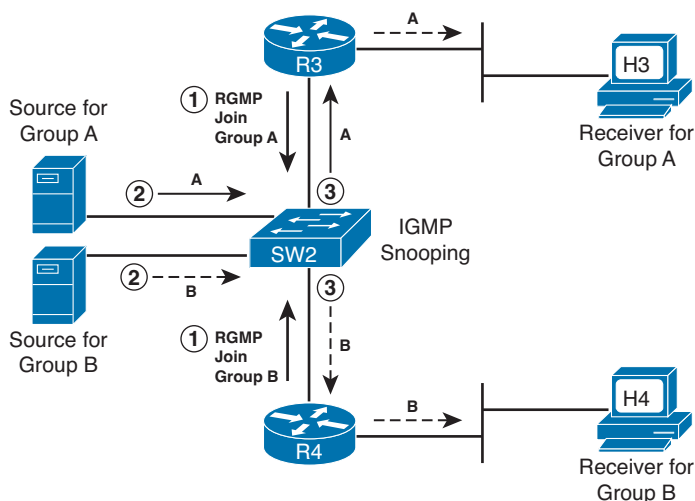 A
R3
H3
Source for
Group A
1
RGMP
Join
Group A
A
Receiver for
Group A
2
A
3
IGMP
Snooping
SW2
2
B
3
Source for
Group B
1
RGMP
Join
Group B
B
B
H4
R4
Receiver for
Group B